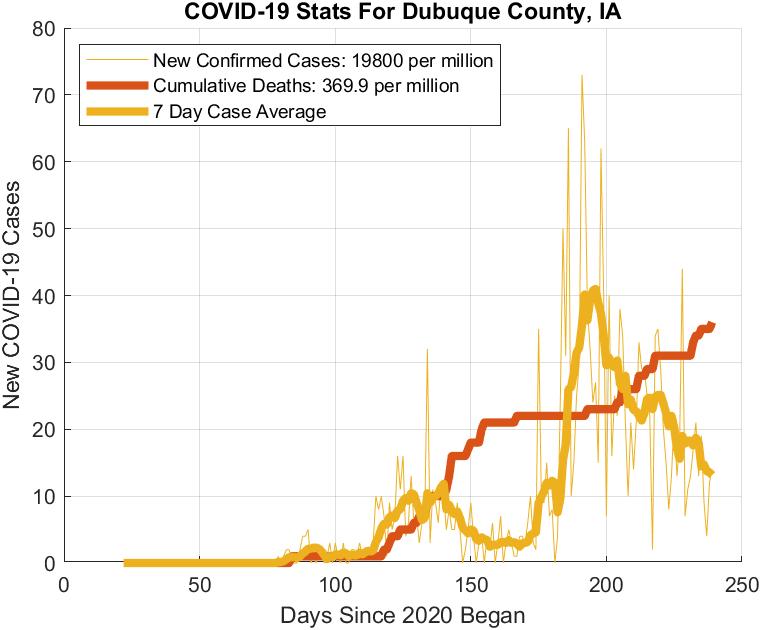 COVID-19 Stats For Dubuque County, IA
80
New Confirmed Cases: 19800 per million
Cumulative Deaths: 369.9 per million
7 Day Case Average
70
60
50
40
30
20
10
0
New COVID-19 Cases
0 50 100 150 200 250
Days Since 2020 Began